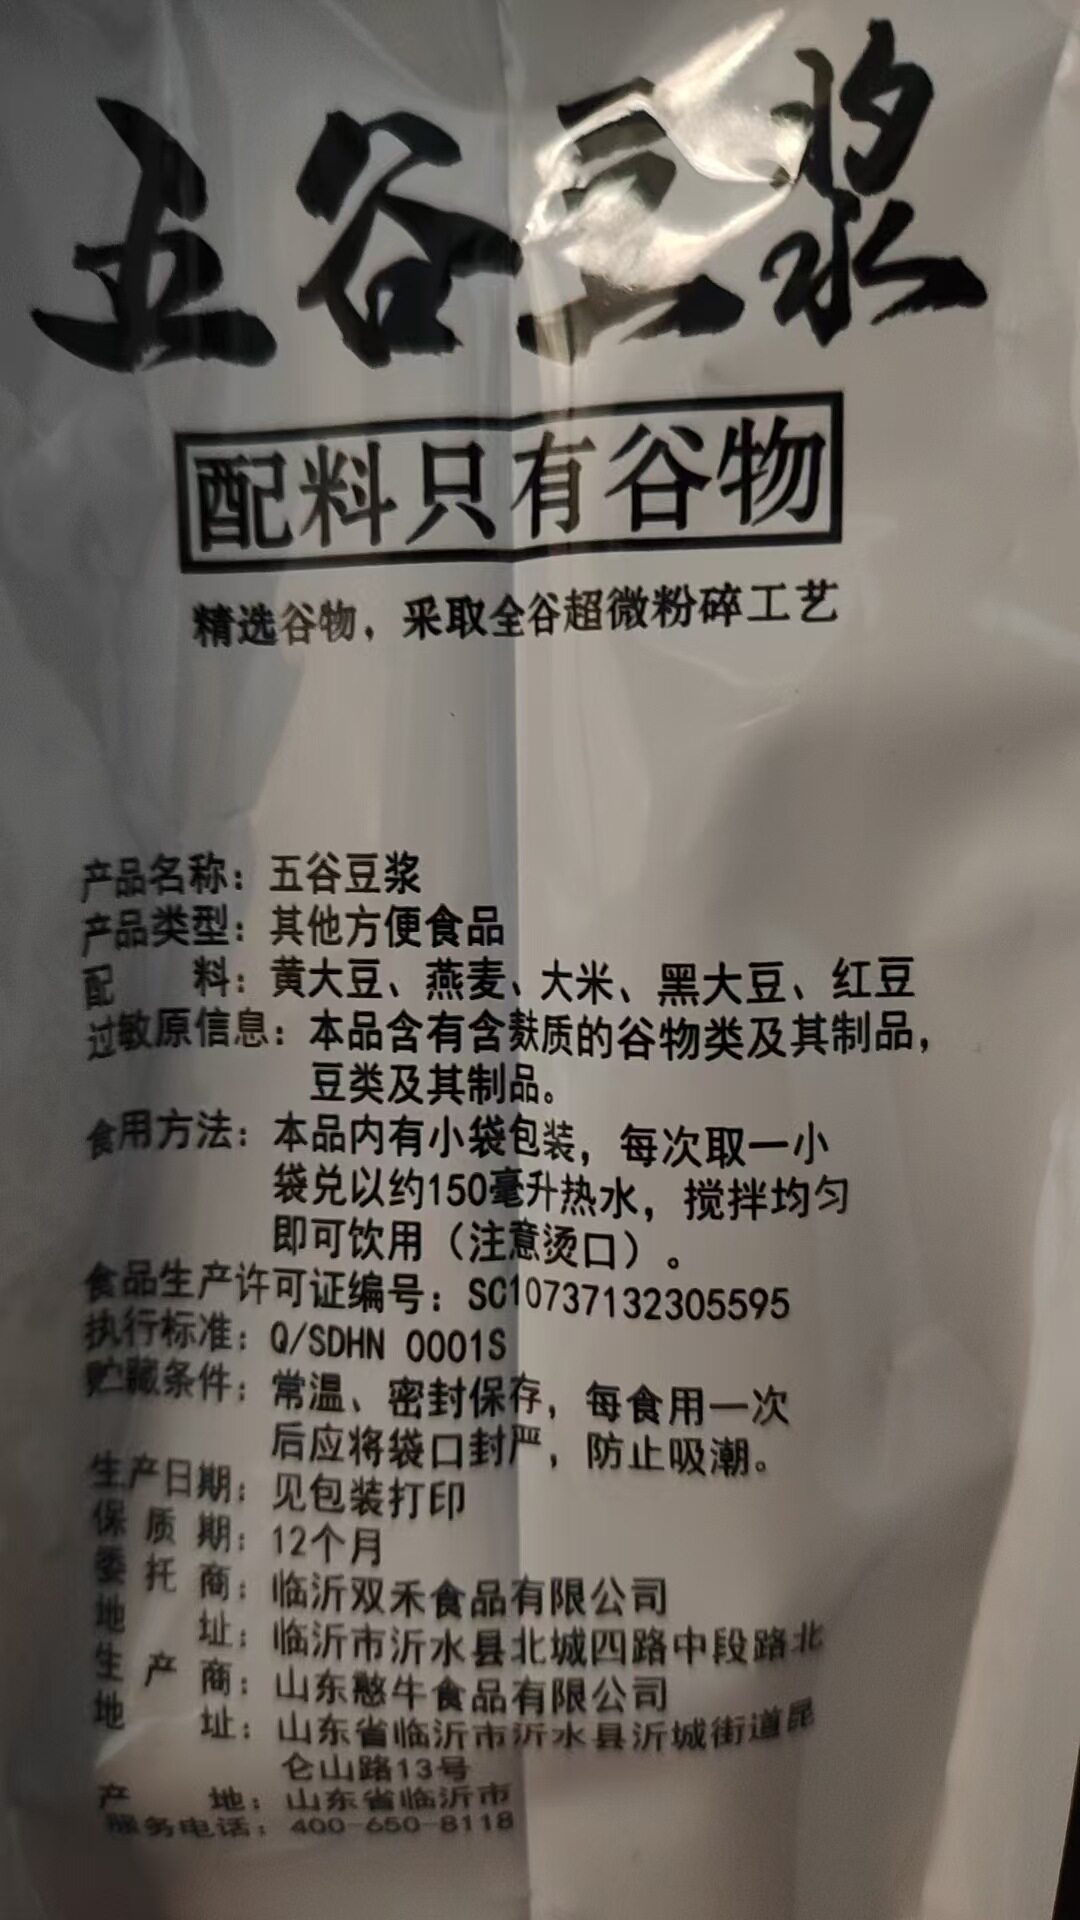 五谷豆浆
配料只有谷物
精选谷物，采取全谷超微粉碎工艺
产品名称：五谷豆浆
产品类型：其他方便食品
配 料：黄大豆、燕麦、大米、黑大豆、红豆
过敏原信息：本品含有含麸质的谷物类及其制品，
豆类及其制品。
食用方法：本品内有小袋包装，每次取一小
袋兑以约150毫升热水，搅拌均匀
即可饮用（注意烫口）。
食品生产许可证编号：SC10737132305595
执行标准：Q/SDHN 0001S
贮藏条件：常温、密封保存，每食用一次
后应将袋口封严，防止吸潮。
生产日期：见包装打印
保 质 期：12个月
委 托 商：临沂双禾食品有限公司
地 址：临沂市沂水县北城四路中段路北
生 产 商：山东憨牛食品有限公司
地 址：山东省临沂市沂水县沂城街道昆
仑山路13号
产 地：山东省临沂市
服务电话：400-650-8118